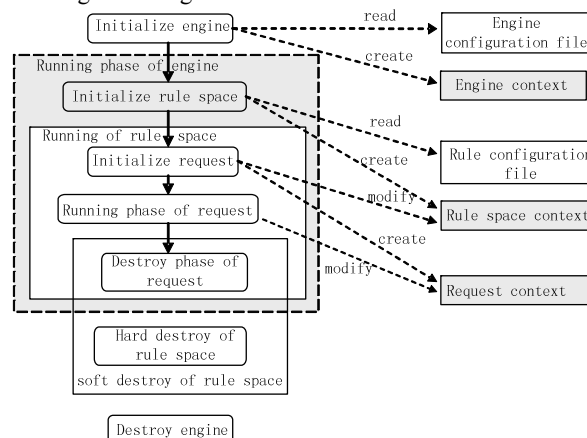 Initialize engine
read
Engine
configuration file
create
Engine context
Running phase of engine
Initialize rule space
read
Rule configuration
file
create
Running of rule space
Initialize request
modify
Rule space context
Running phase of request
create
Destroy phase of
request
modify
Request context
Hard destroy of
rule space
soft destroy of rule space
Destroy engine